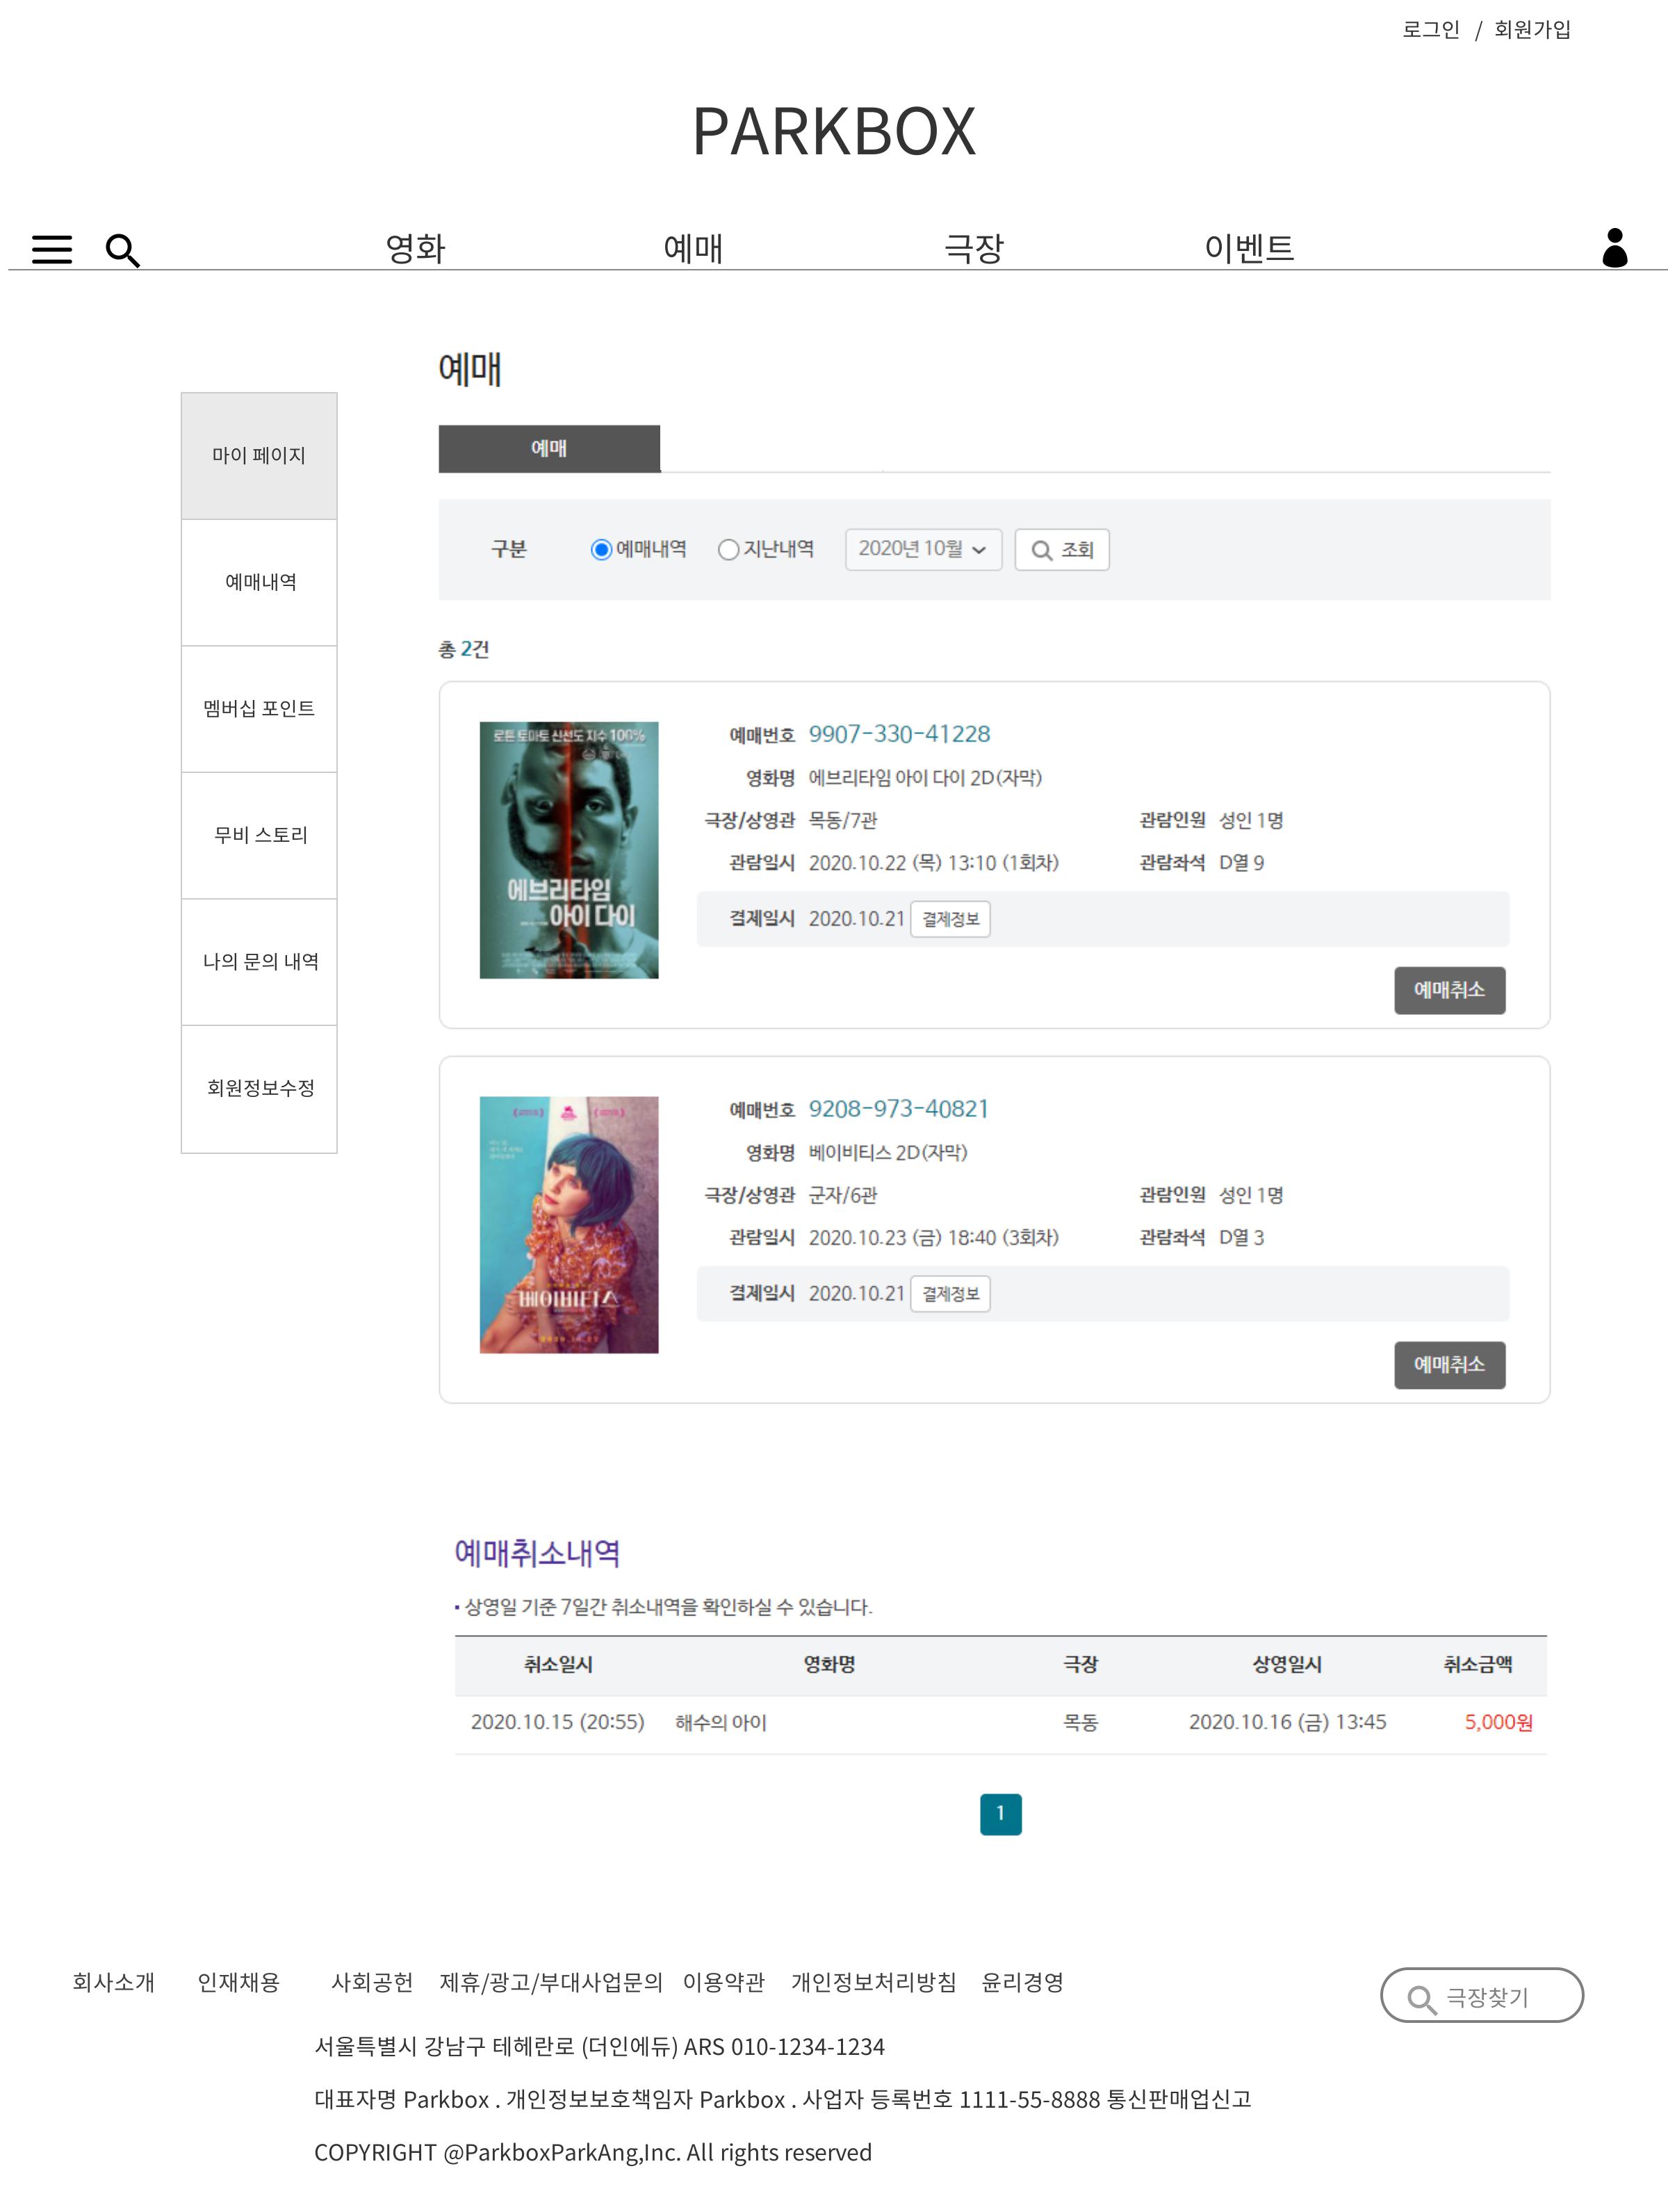 로그인 / 회원가입
PARKBOX
영화 예매 극장 이벤트
예매
마이 페이지
예매내역
멤버십 포인트
무비 스토리
나의 문의 내역
회원정보수정
예매
구분 예매내역 지난내역 2020년 10월 조회
총 2건
로튼 토마토 신선도 지수 100%
에브리타임
아이 다이
예매번호 9907-330-41228
영화명 에브리타임 아이 다이 2D(자막)
극장/상영관 목동/7관 관람인원 성인 1명
관람일시 2020.10.22 (목) 13:10 (1회차) 관람좌석 D열 9
결제일시 2020.10.21 결제정보
예매취소
베이비티스
예매번호 9208-973-40821
영화명 베이비티스 2D(자막)
극장/상영관 군자/6관 관람인원 성인 1명
관람일시 2020.10.23 (금) 18:40 (3회차) 관람좌석 D열 3
결제일시 2020.10.21 결제정보
예매취소
예매취소내역
▪ 상영일 기준 7일간 취소내역을 확인하실 수 있습니다.
취소일시 영화명 극장 상영일시 취소금액
2020.10.15 (20:55) 해수의 아이 목동 2020.10.16 (금) 13:45 5,000원
1
회사소개 인재채용 사회공헌 제휴/광고/부대사업문의 이용약관 개인정보처리방침 윤리경영
극장찾기
서울특별시 강남구 테헤란로 (더인에듀) ARS 010-1234-1234
대표자명 Parkbox . 개인정보보호책임자 Parkbox . 사업자 등록번호 1111-55-8888 통신판매업신고
COPYRIGHT @ParkboxParkAng,Inc. All rights reserved